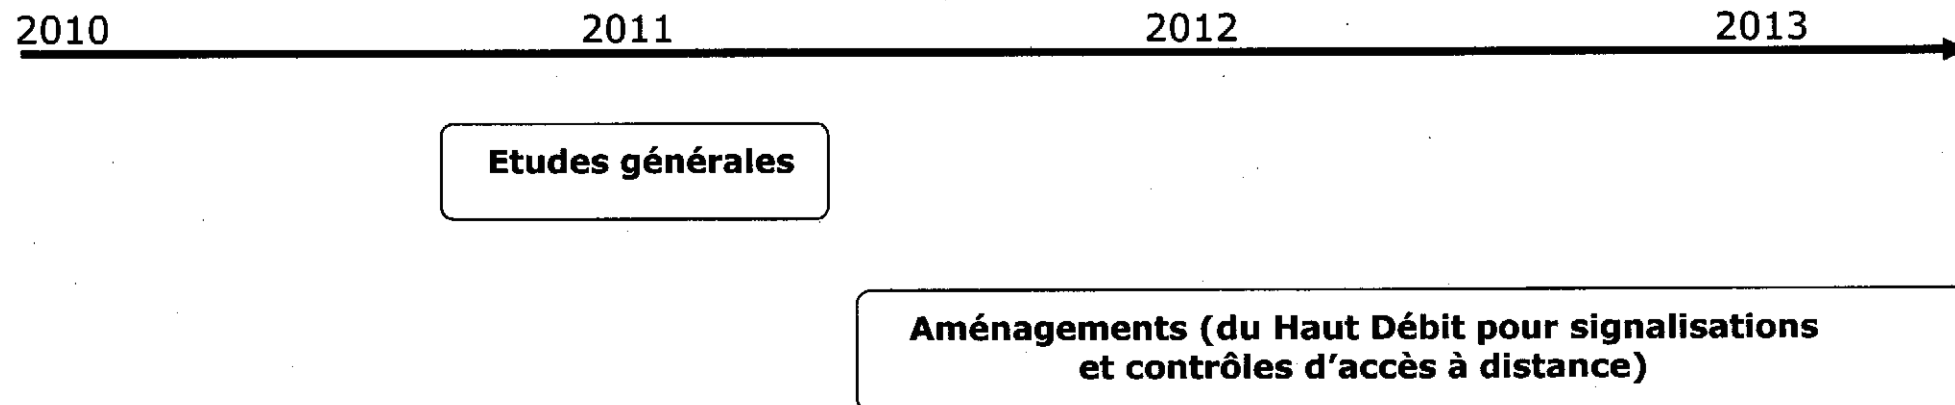 2010 2011 2012 2013
Etudes générales
Aménagements (du Haut Débit pour signalisations
et contrôles d'accès à distance)